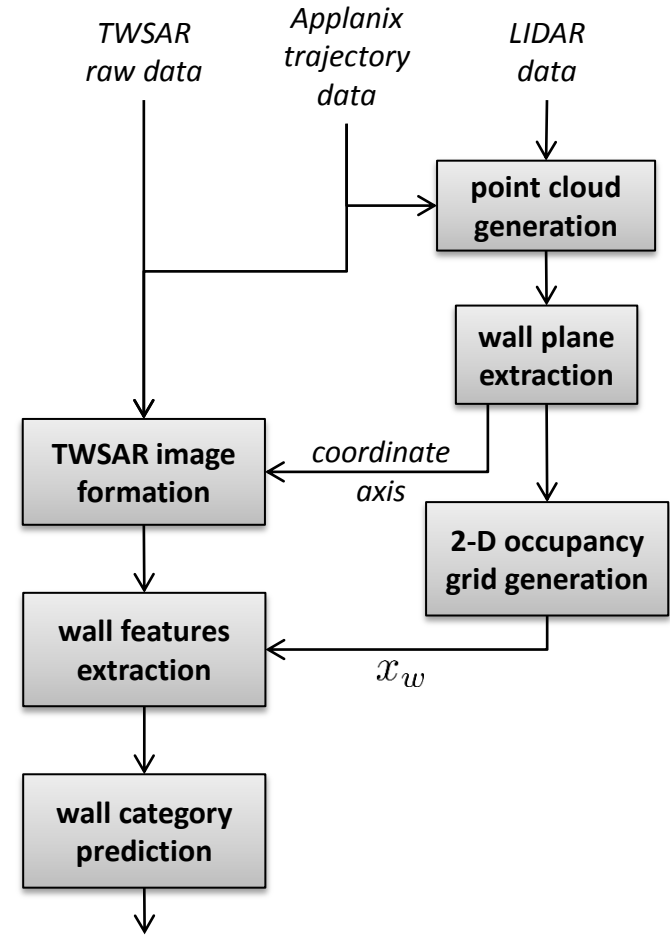 TWSAR
raw data
Applanix
trajectory
data
LIDAR
data
point cloud
generation
wall plane
extraction
TWSAR image
formation
coordinate
axis
2-D occupancy
grid generation
wall features
extraction
x_w
wall category
prediction